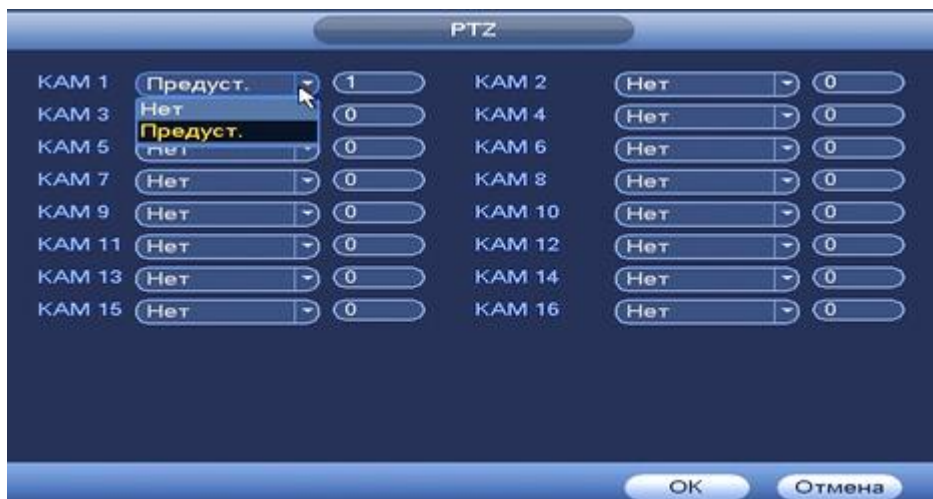 PTZ
КАМ 1 Предуст. 1 КАМ 2 Нет 0
КАМ 3 Нет 0 КАМ 4 Нет 0
Предуст.
КАМ 5 Нет 0 КАМ 6 Нет 0
КАМ 7 Нет 0 КАМ 8 Нет 0
КАМ 9 Нет 0 КАМ 10 Нет 0
КАМ 11 Нет 0 КАМ 12 Нет 0
КАМ 13 Нет 0 КАМ 14 Нет 0
КАМ 15 Нет 0 КАМ 16 Нет 0
OK Отмена